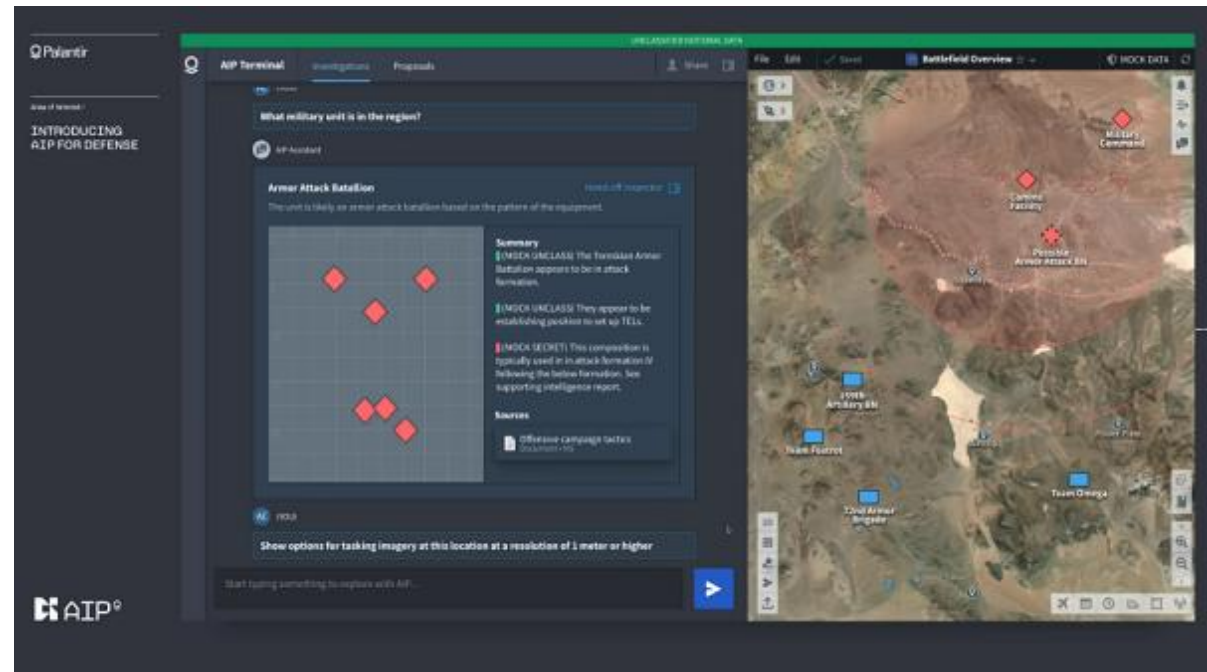 Palantir
INTRODUCING
AIP FOR DEFENSE
AIP
AIP Terminal
Investigations
Proposals
Share
What military unit is in the region?
AIP Assistant
Armor Attack Batallion
The unit is likely an armor attack batallion based on the pattern of the equipment.
Summary
(MOCK UNCLASS) The Armor
Battalion appears to be in attack
formation.
(MOCK UNCLASS) They appear to be
establishing position to set up TELs.
(MOCK SECRET) This composition is
typically used in in attack formation IV
following the below formation. See
supporting intelligence report.
Sources
Offensive campaign tactics
Show options for tasking imagery at this location at a resolution of 1 meter or higher
Start typing something to explore with AIP...
File
Edit
Saved
Battlefield Overview
MOCK DATA
Military
Command
Facility
Possible
Armor Attack BN
Artillery BN
Team Foxtrot
Team Omega
72nd Armor
Brigade